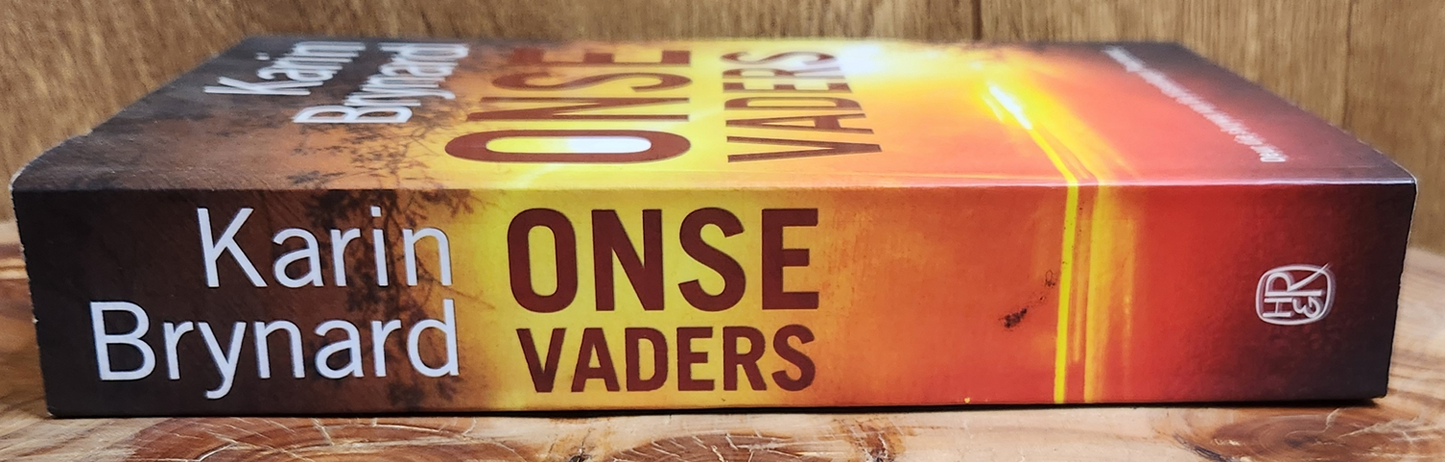 Karin
Brynard
ONSE
VADERS
Karin
Brynard
ONSE
VADERS
H&R